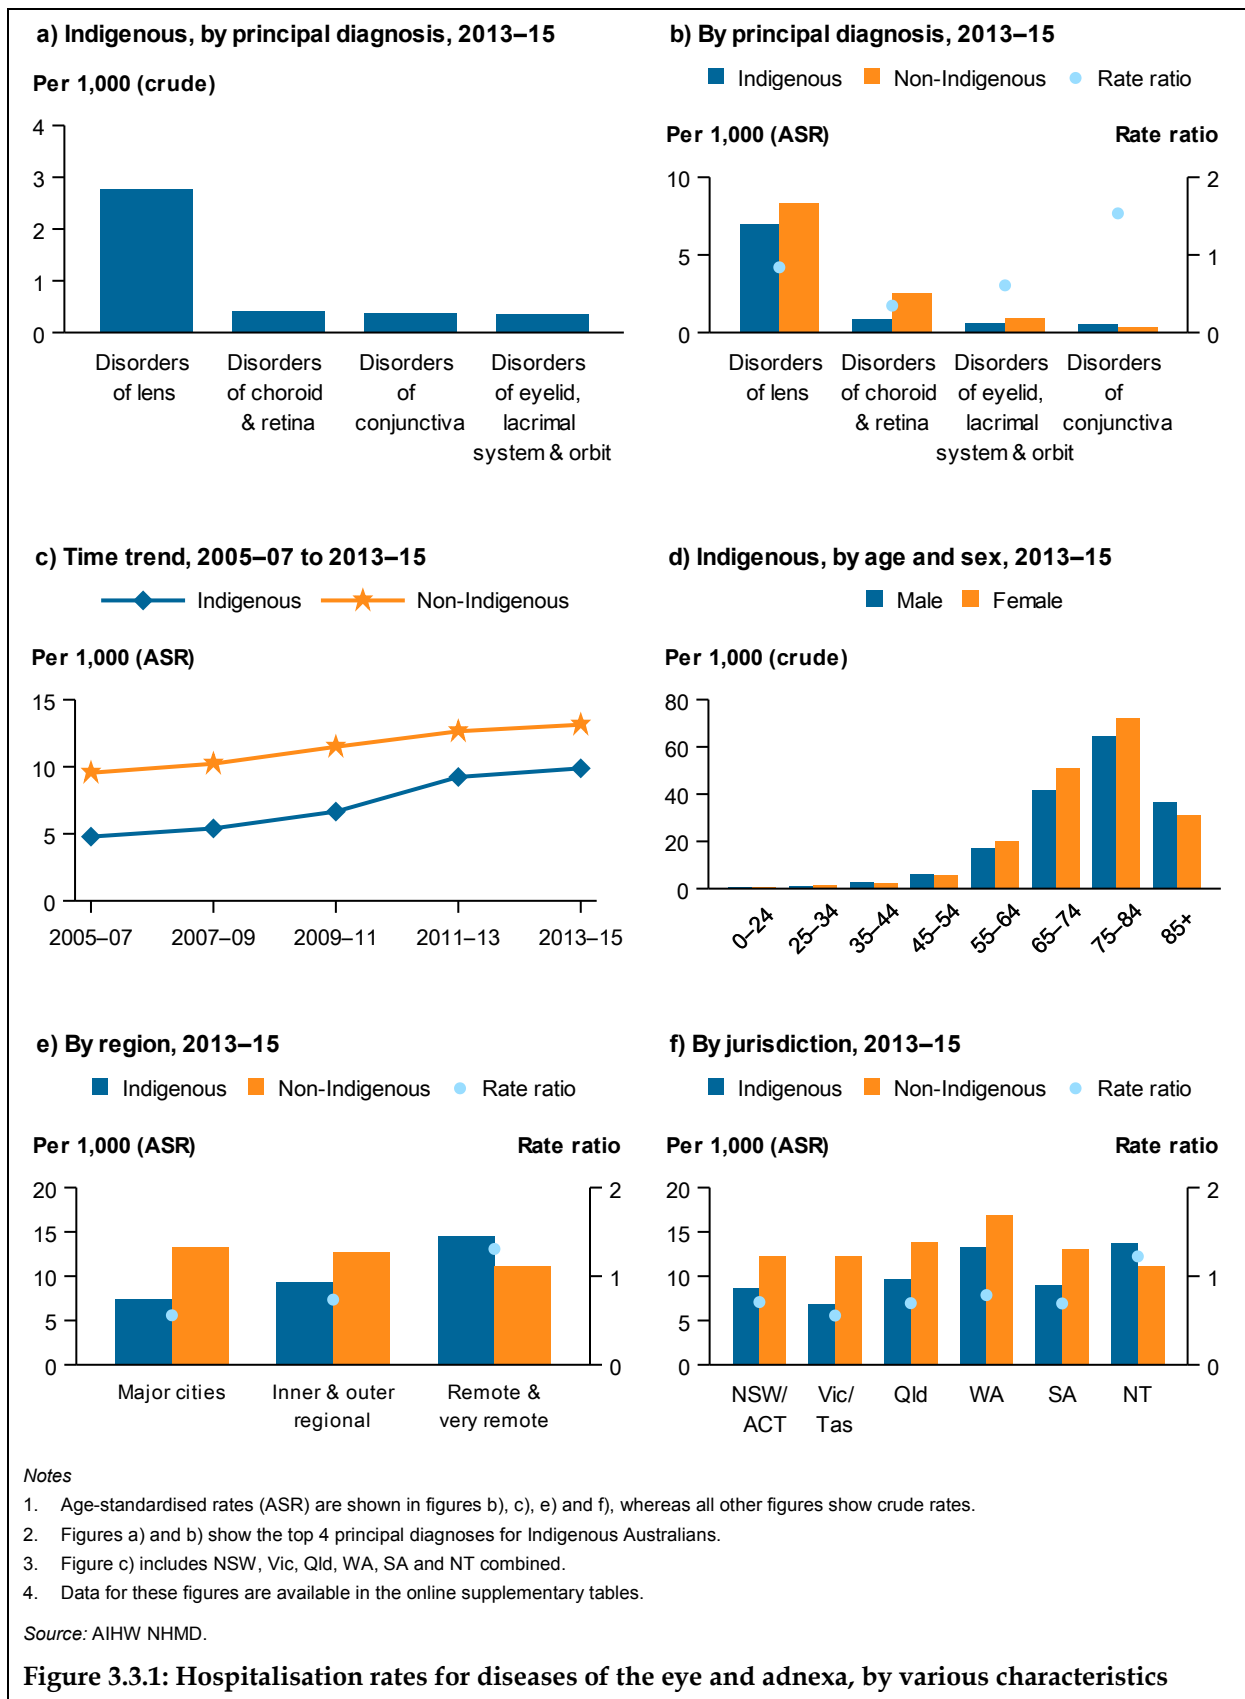 a) Indigenous, by principal diagnosis, 2013–15
Per 1,000 (crude)
4
3
2
1
0
Disorders
of lens
Disorders
of choroid
& retina
Disorders
of
conjunctiva
Disorders
of eyelid,
lacrimal
system & orbit
b) By principal diagnosis, 2013–15
Indigenous Non-Indigenous Rate ratio
Per 1,000 (ASR) Rate ratio
10
5
0
2
1
0
Disorders
of lens
Disorders
of choroid
& retina
Disorders
of eyelid,
lacrimal
system & orbit
Disorders
of
conjunctiva
c) Time trend, 2005–07 to 2013–15
Indigenous Non-Indigenous
Per 1,000 (ASR)
15
10
5
0
2005–07 2007–09 2009–11 2011–13 2013–15
d) Indigenous, by age and sex, 2013–15
Male Female
Per 1,000 (crude)
80
60
40
20
0
0–24 25–34 35–44 45–54 55–64 65–74 75–84 85+
e) By region, 2013–15
Indigenous Non-Indigenous Rate ratio
Per 1,000 (ASR) Rate ratio
20
15
10
5
0
2
1
0
Major cities
Inner & outer
regional
Remote &
very remote
f) By jurisdiction, 2013–15
Indigenous Non-Indigenous Rate ratio
Per 1,000 (ASR) Rate ratio
20
15
10
5
0
2
1
0
NSW/
ACT
Vic/
Tas
Qld
WA
SA
NT
Notes
1. Age-standardised rates (ASR) are shown in figures b), c), e) and f), whereas all other figures show crude rates.
2. Figures a) and b) show the top 4 principal diagnoses for Indigenous Australians.
3. Figure c) includes NSW, Vic, Qld, WA, SA and NT combined.
4. Data for these figures are available in the online supplementary tables.
Source: AIHW NHMD.
Figure 3.3.1: Hospitalisation rates for diseases of the eye and adnexa, by various characteristics